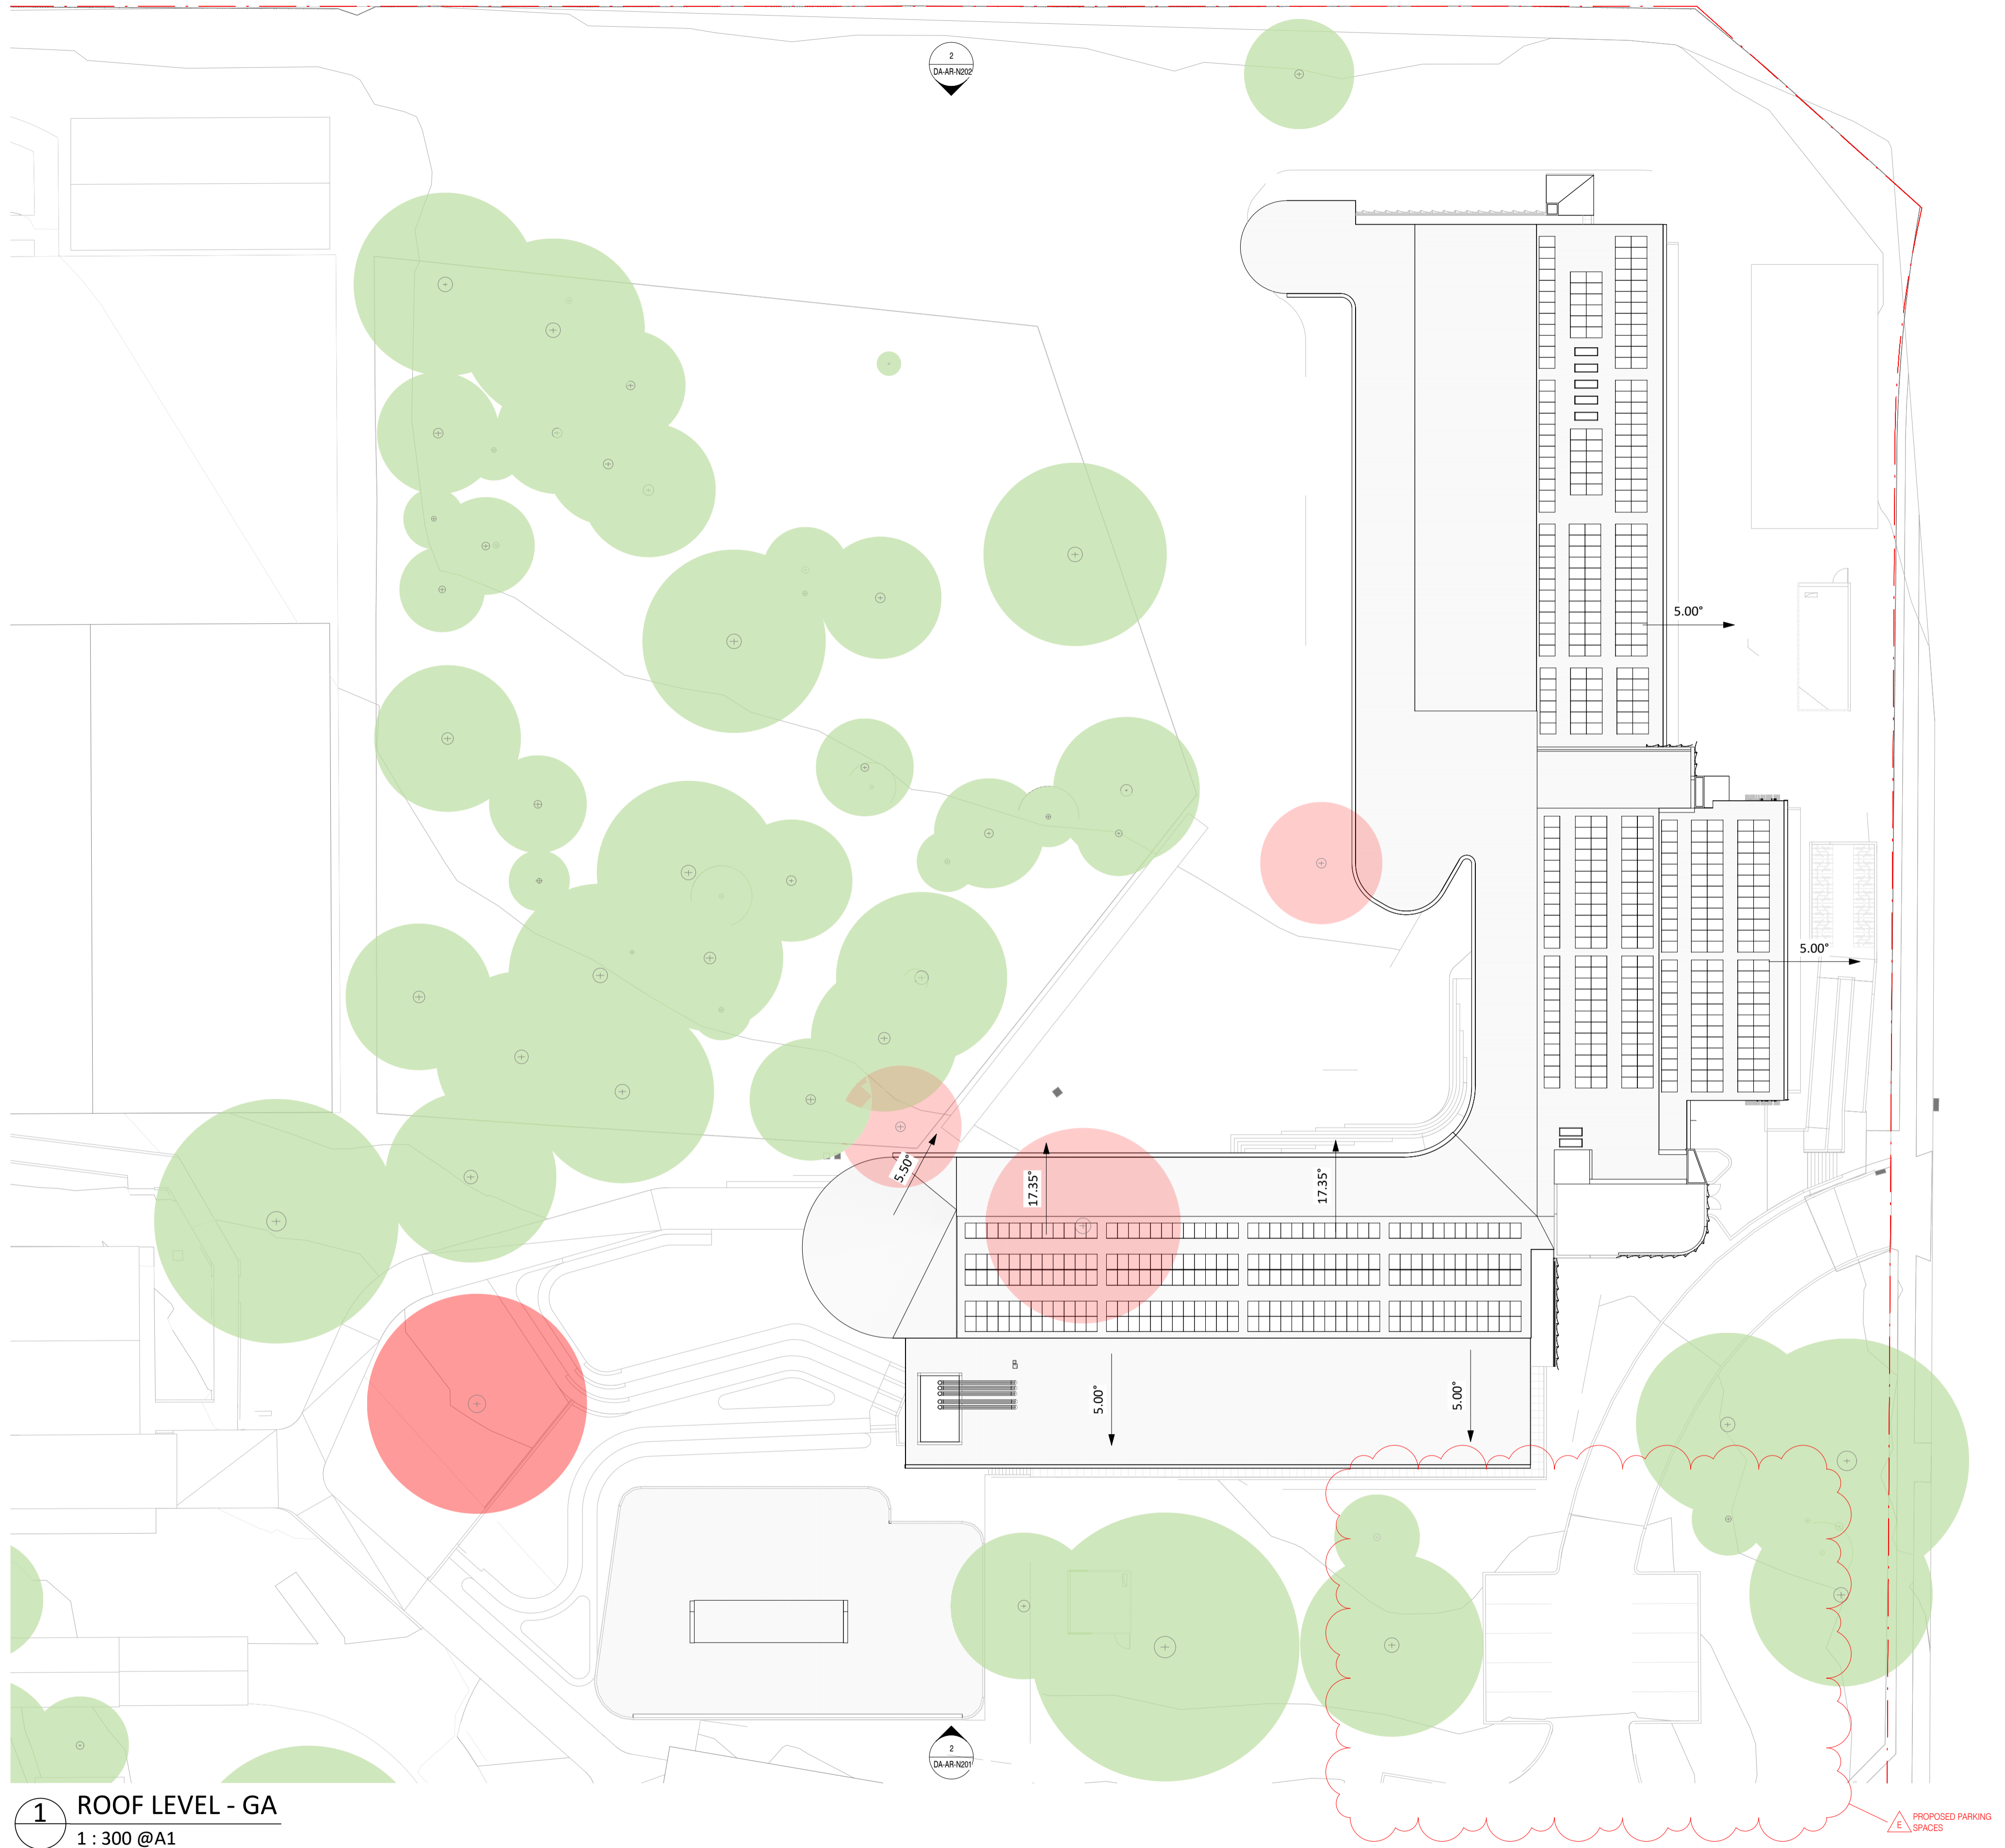 2
DA-AR-N202
5.00°
5.00°
5.50°
17.35°
17.35°
5.00°
5.00°
2
DA-AR-N201
1
ROOF LEVEL - GA
1 : 300 @A1
E
PROPOSED PARKING
SPACES